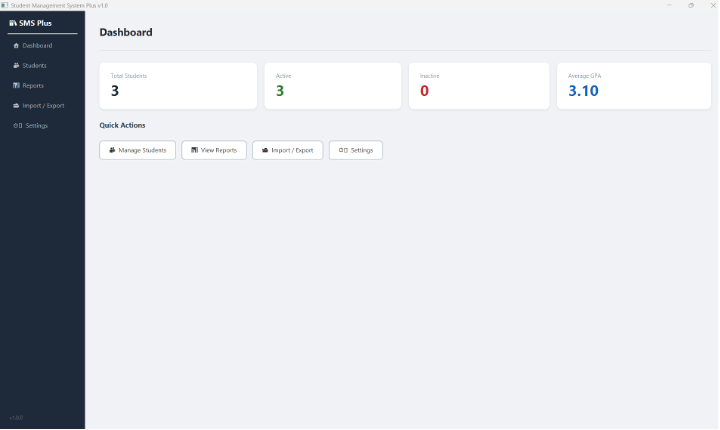 Student Management System Plus v1.0
SMS Plus
Dashboard
Students
Reports
Import / Export
Settings
v1.0.0
Dashboard
Total Students
3
Active
3
Inactive
0
Average GPA
3.10
Quick Actions
Manage Students
View Reports
Import / Export
Settings